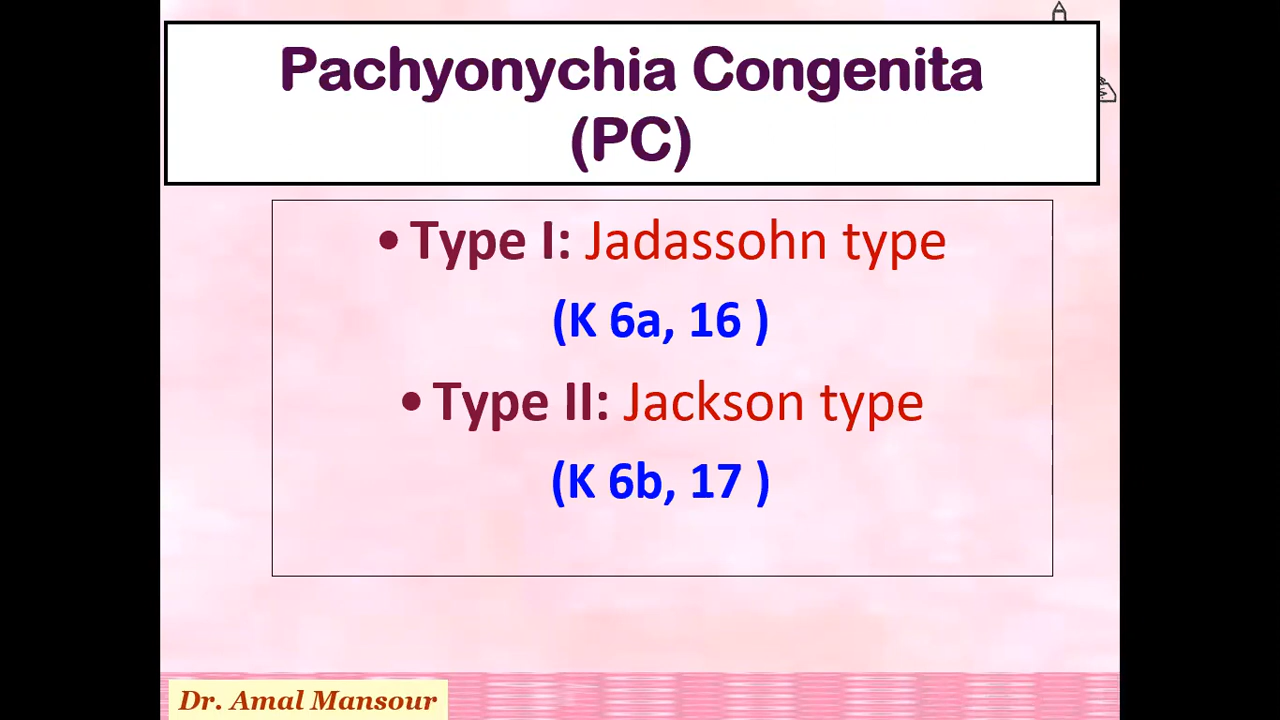 Pachyonychia Congenita
(PC)
• Type I: Jadassohn type
(K 6a, 16 )
• Type II: Jackson type
(K 6b, 17 )
Dr. Amal Mansour